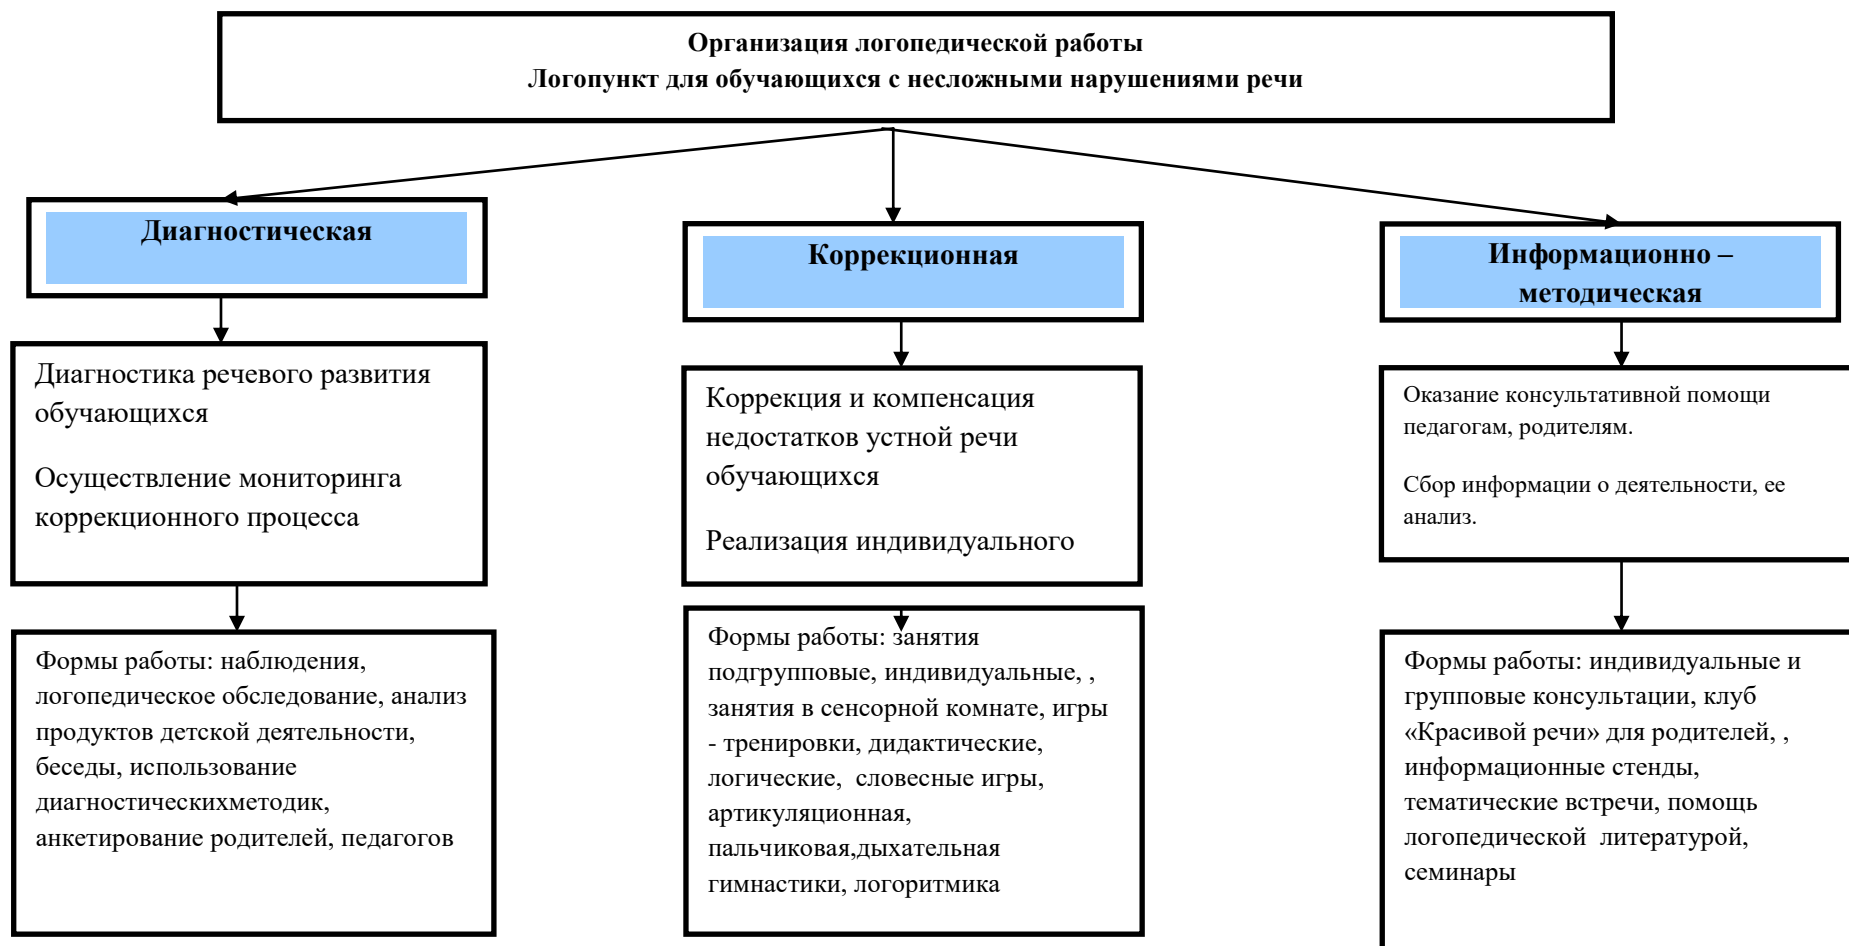 Организация логопедической работы
Логопункт для обучающихся с несложными нарушениями речи
Диагностическая
Коррекционная
Информационно –
методическая
Диагностика речевого развития
обучающихся
Осуществление мониторинга
коррекционного процесса
Коррекция и компенсация
недостатков устной речи
обучающихся
Реализация индивидуального
Оказание консультативной помощи
педагогам, родителям.
Сбор информации о деятельности, ее
анализ.
Формы работы: наблюдения,
логопедическое обследование, анализ
продуктов детской деятельности,
беседы, использование
диагностическихметодик,
анкетирование родителей, педагогов
Формы работы: занятия
подгрупповые, индивидуальные, ,
занятия в сенсорной комнате, игры
- тренировки, дидактические,
логические,  словесные игры,
артикуляционная,
пальчиковая,дыхательная
гимнастики, логоритмика
Формы работы: индивидуальные и
групповые консультации, клуб
«Красивой речи» для родителей, ,
информационные стенды,
тематические встречи, помощь
логопедической  литературой,
семинары